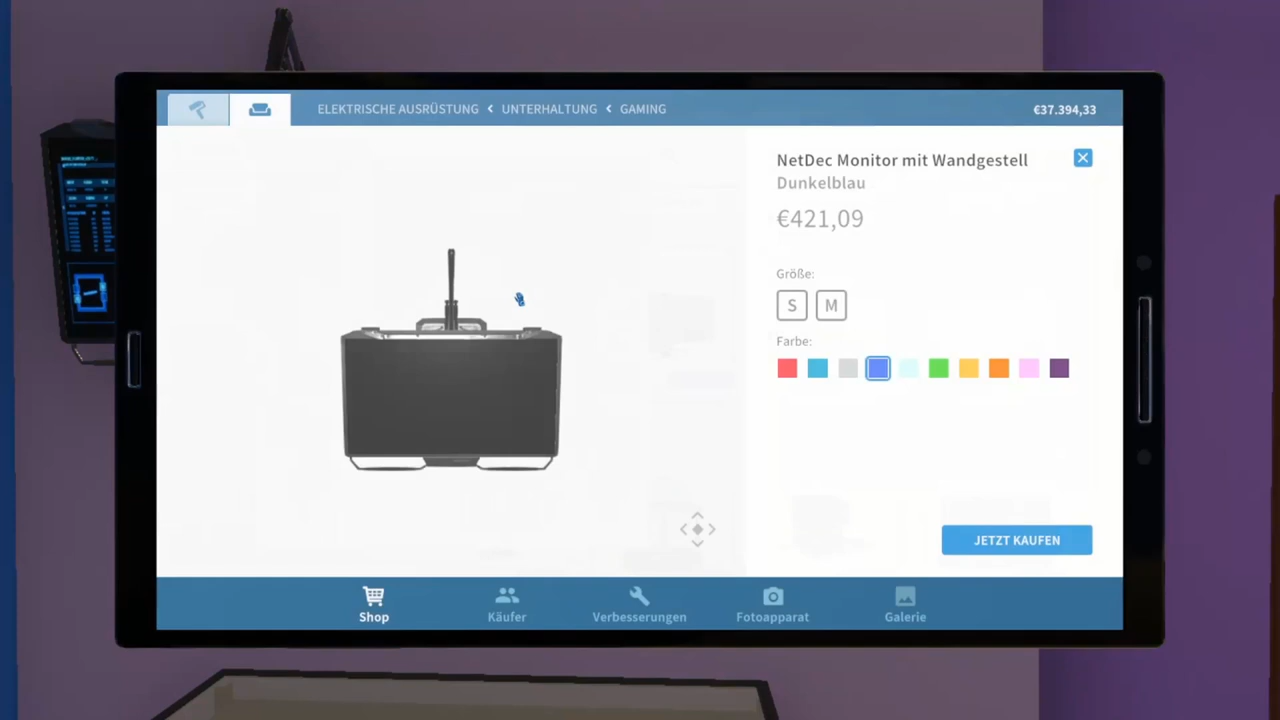 ELEKTRISCHE AUSRÜSTUNG < UNTERHALTUNG < GAMING
€37.394,33
NetDec Monitor mit Wandgestell
Dunkelblau
€421,09
Größe:
S M
Farbe:
JETZT KAUFEN
Shop Käufer Verbesserungen Fotoapparat Galerie